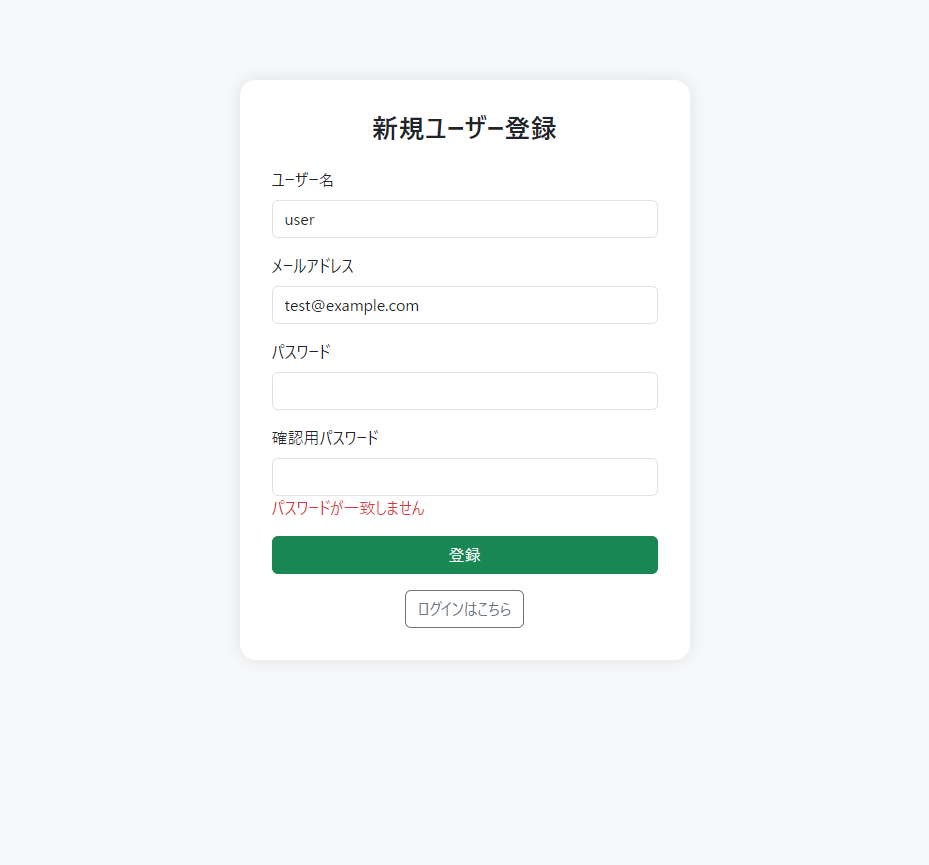 新規ユーザー登録
ユーザー名
user
メールアドレス
test@example.com
パスワード
確認用パスワード
パスワードが一致しません
登録
ログインはこちら